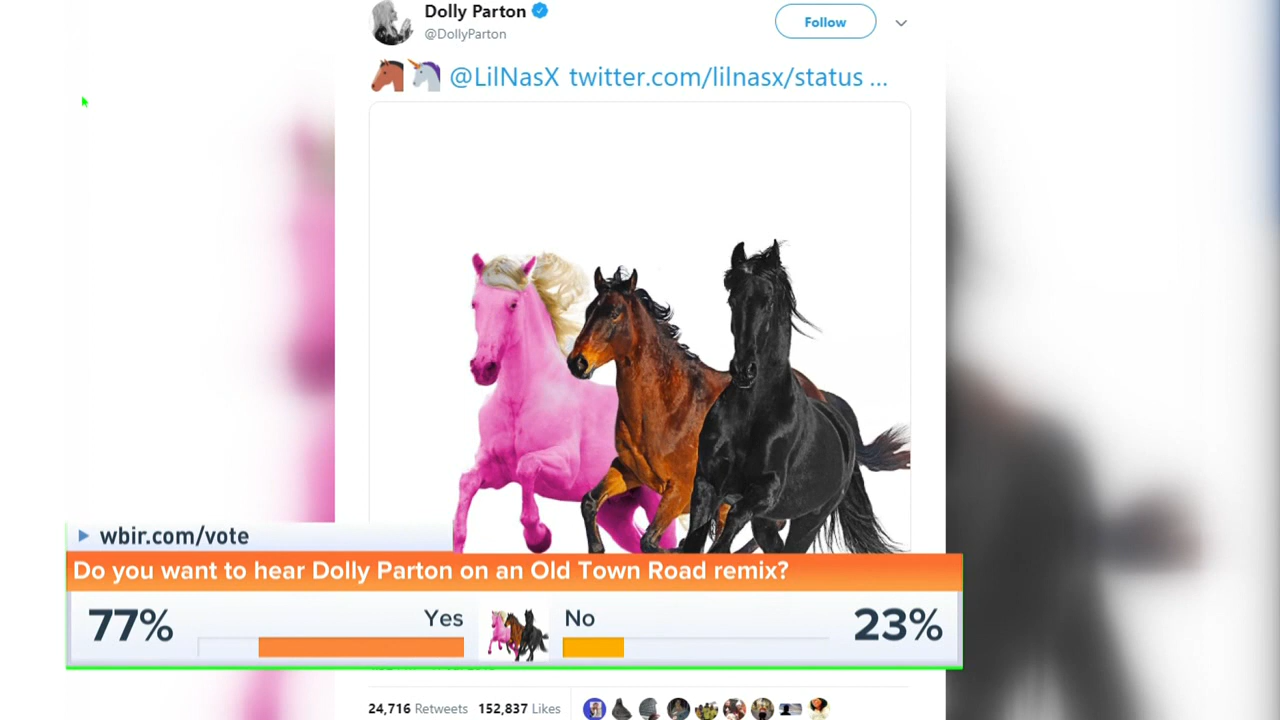 Dolly Parton
Follow
@DollyParton
@LilNasX twitter.com/lilnasx/status ...
wbir.com/vote
Do you want to hear Dolly Parton on an Old Town Road remix?
77% Yes No 23%
24,716 Retweets 152,837 Likes